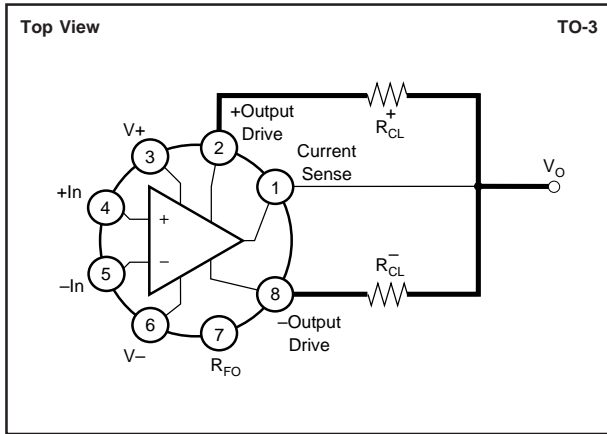 Top View
TO-3
+Output
Drive
R+CL
V+
Current
Sense
VO
+In
–In
R–CL
–Output
Drive
V–
RFO
2
3
1
4
+
–
5
8
6
7